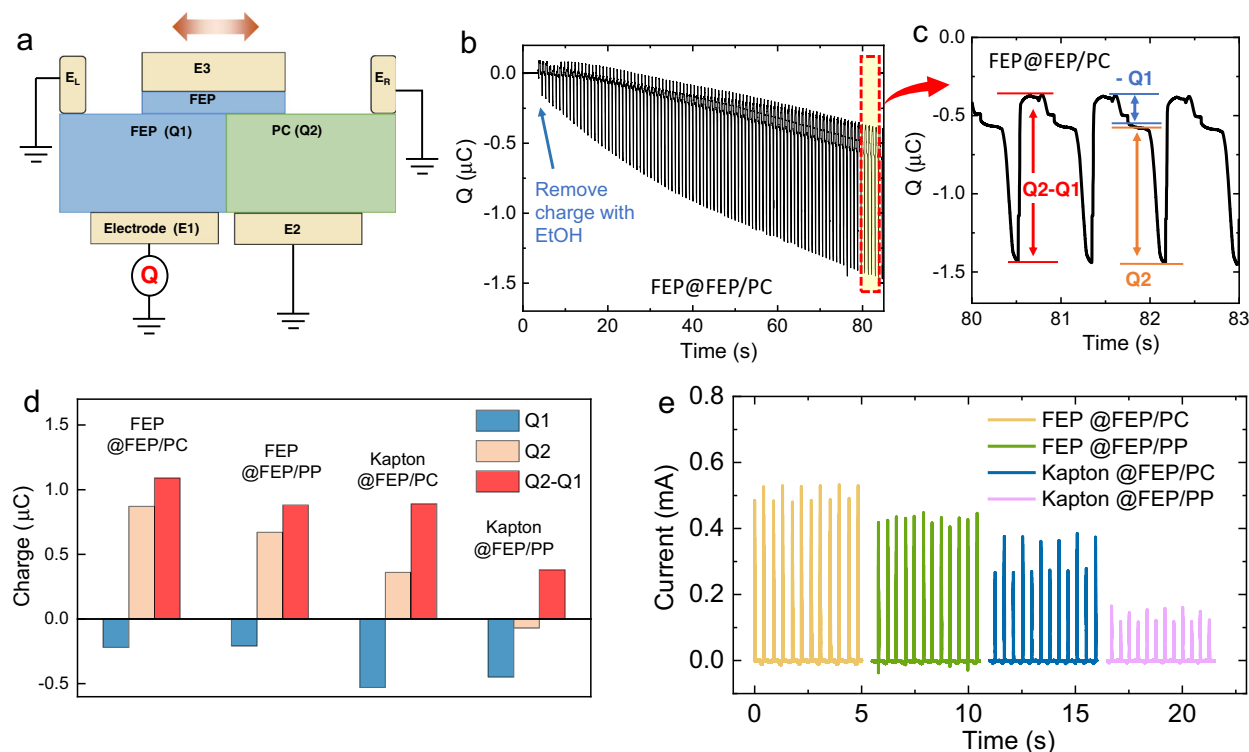 a
E3
E_L
E_R
FEP
FEP (Q1)
PC (Q2)
Electrode (E1)
E2
Q
b
Q (μC)
0.0
-0.5
-1.0
-1.5
Remove
charge with
EtOH
FEP@FEP/PC
0
20
40
60
80
Time (s)
c
FEP@FEP/PC
Q (μC)
0.0
-0.5
-1.0
-1.5
- Q1
Q2-Q1
Q2
80
81
82
83
Time (s)
d
Charge (μC)
1.5
1.0
0.5
0.0
-0.5
FEP
@FEP/PC
FEP
@FEP/PP
Kapton
@FEP/PC
Kapton
@FEP/PP
Q1
Q2
Q2-Q1
e
Current (mA)
0.8
0.6
0.4
0.2
0.0
FEP @FEP/PC
FEP @FEP/PP
Kapton @FEP/PC
Kapton @FEP/PP
0
5
10
15
20
Time (s)